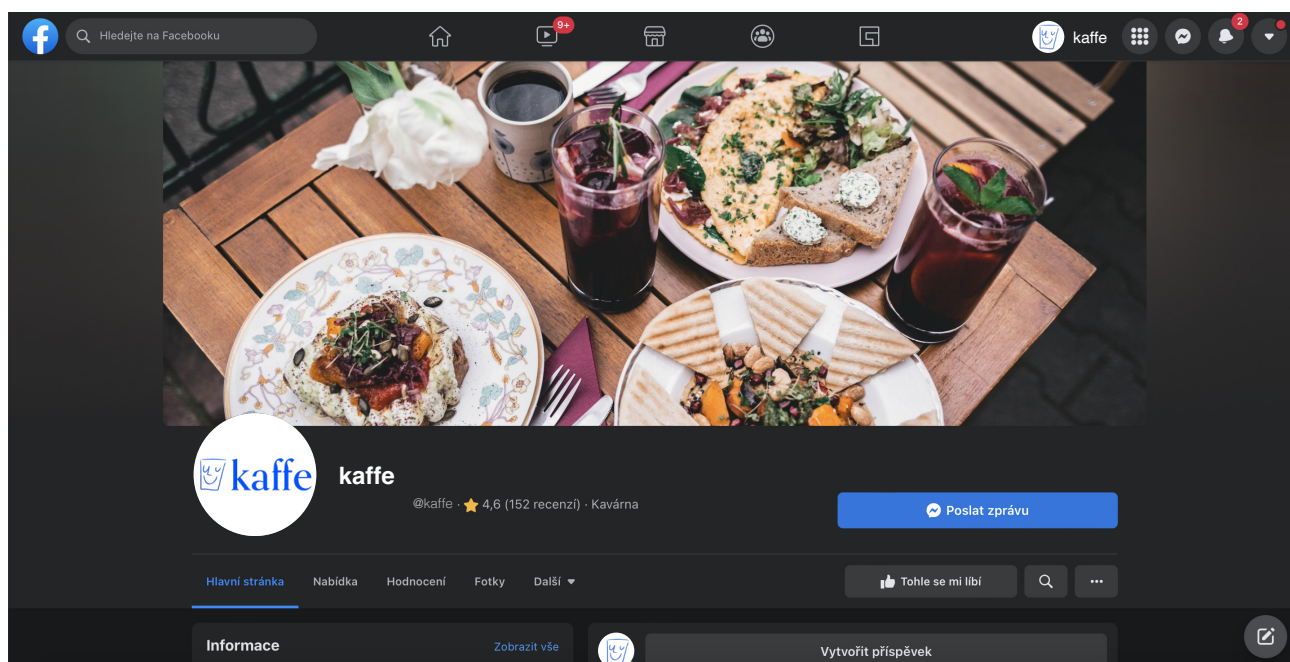 Hledejte na Facebooku
9+
kaffe
2
kaffe
kaffe
@kaffe · 4,6 (152 recenzí) · Kavárna
Poslat zprávu
Hlavní stránka Nabídka Hodnocení Fotky Další
Tohle se mi líbí
Informace
Zobrazit vše
Vytvořit příspěvek